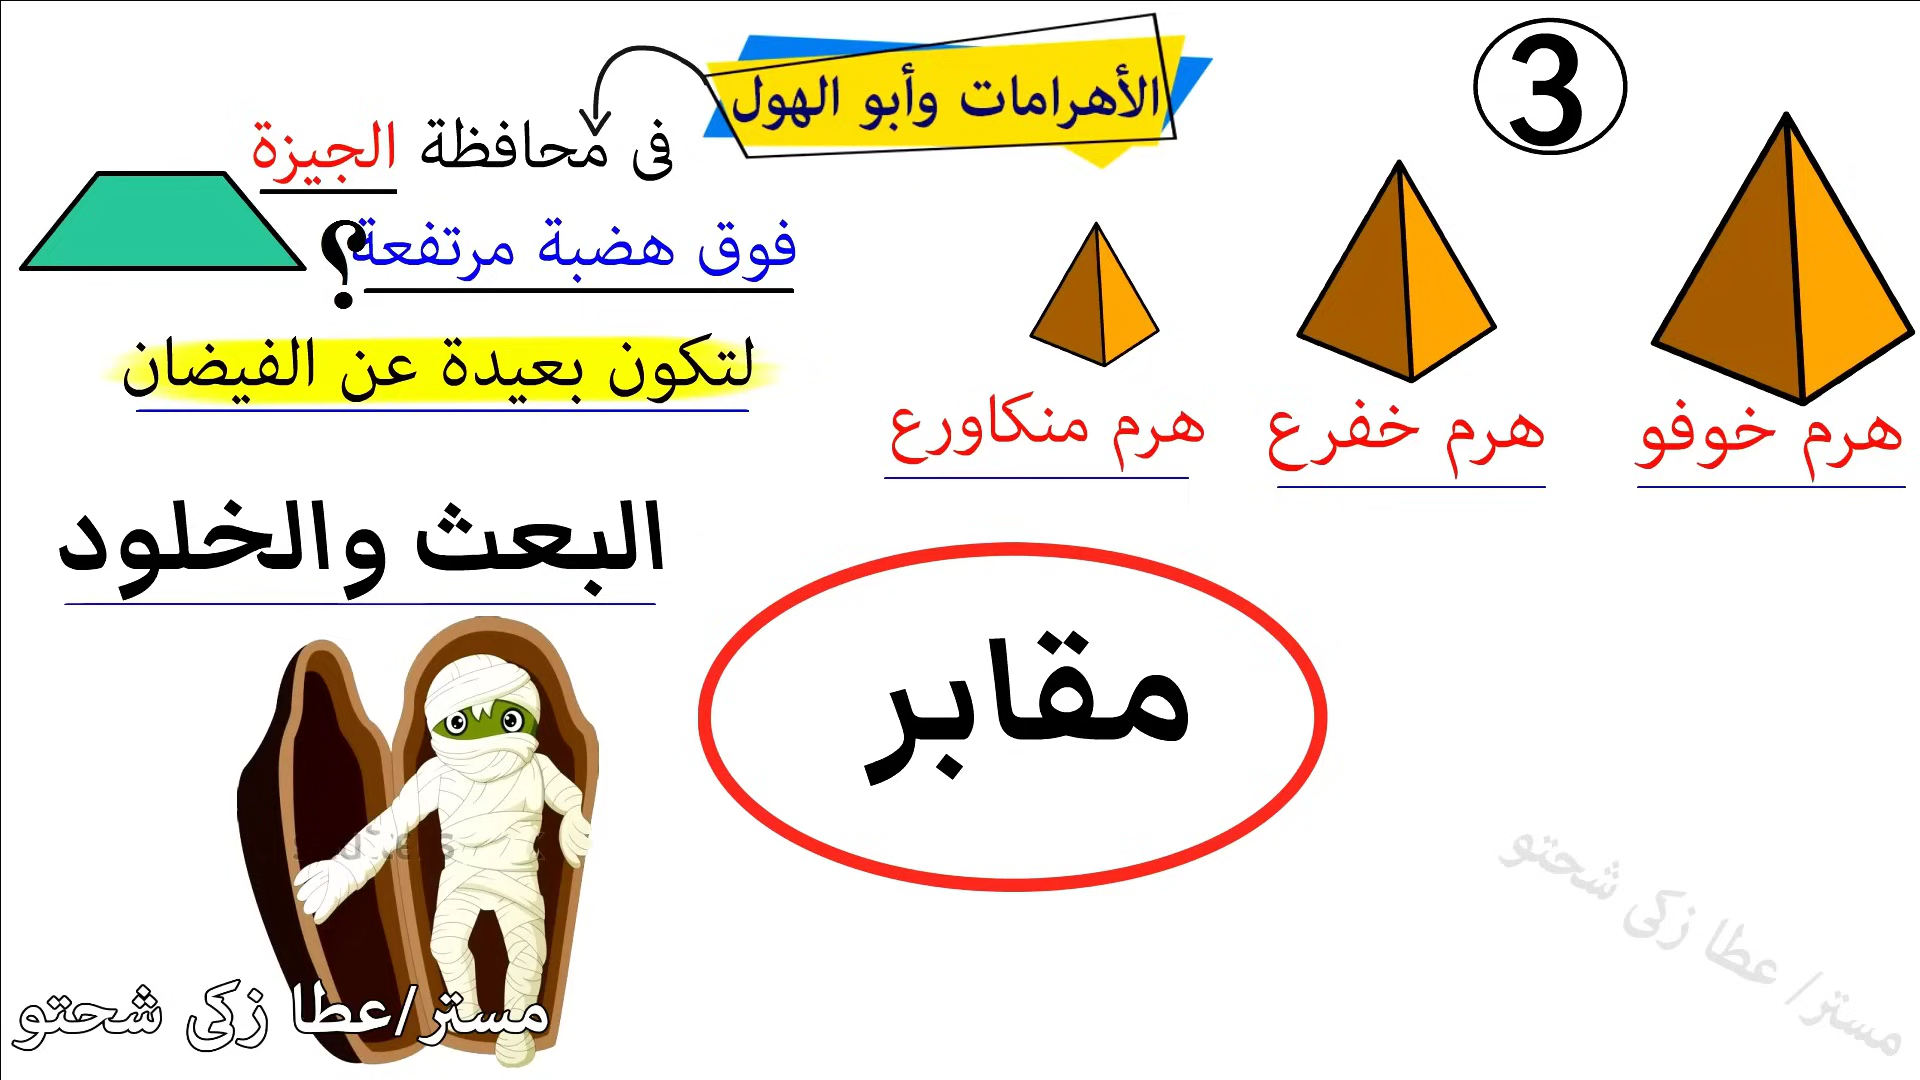 3
الأهرامات وأبو الهول
فى محافظة الجيزة
فوق هضبة مرتفعة؟
لتكون بعيدة عن الفيضان
هرم خوفو
هرم خفرع
هرم منكاورع
البعث والخلود
مقابر
مستر/عطا زكى شحتو
مستر/ عطا زكى شحتو